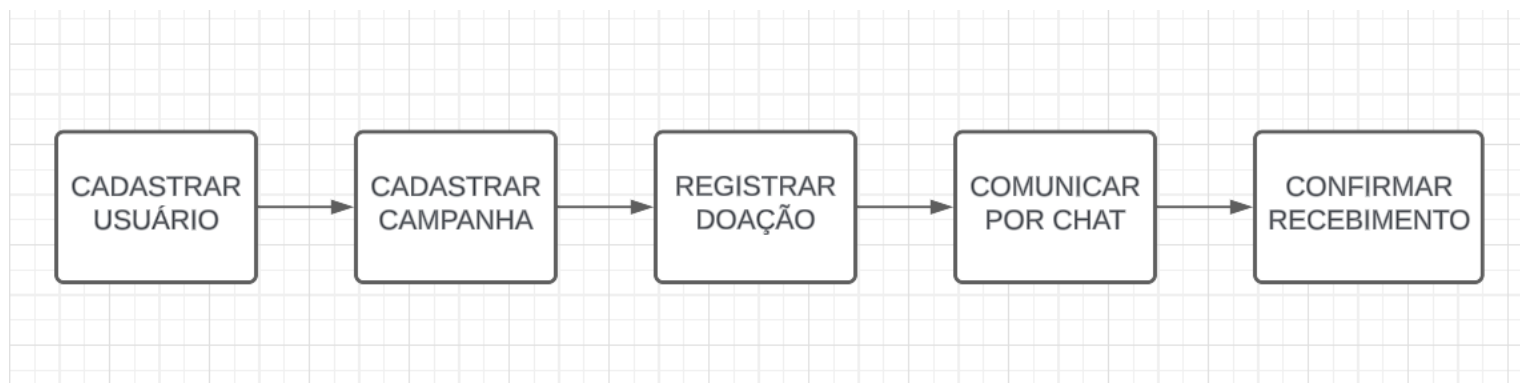 CADASTRAR
USUÁRIO
CADASTRAR
CAMPANHA
REGISTRAR
DOAÇÃO
COMUNICAR
POR CHAT
CONFIRMAR
RECEBIMENTO